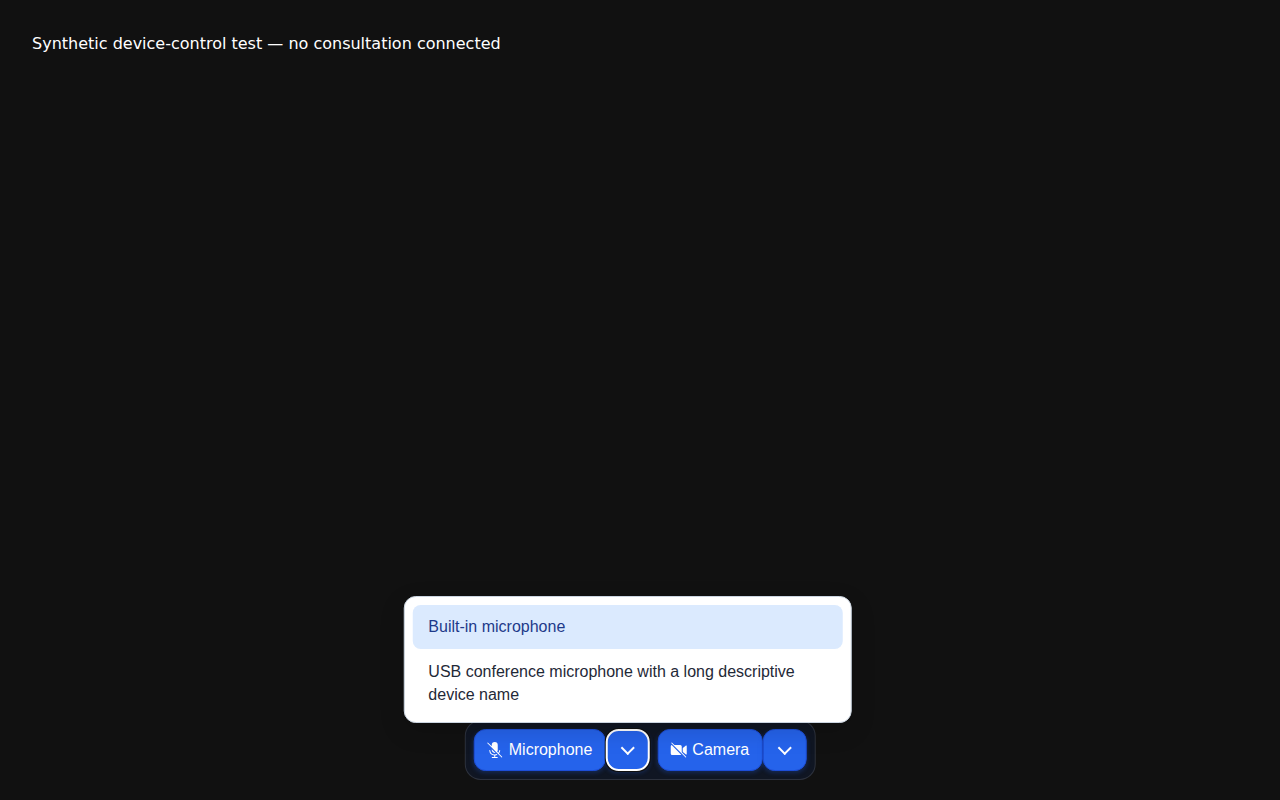 Synthetic device-control test — no consultation connected
Built-in microphone
USB conference microphone with a long descriptive
device name
Microphone
Camera